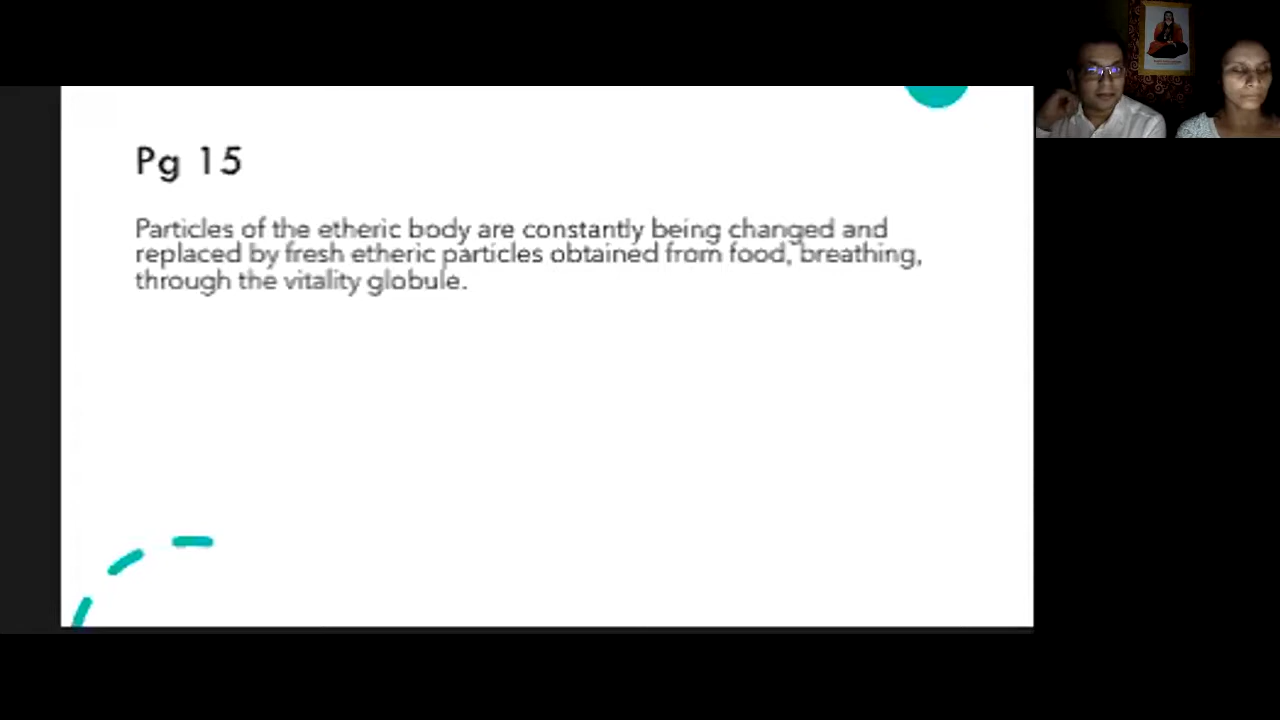 Pg 15
Particles of the etheric body are constantly being changed and
replaced by fresh etheric particles obtained from food, breathing,
through the vitality globule.